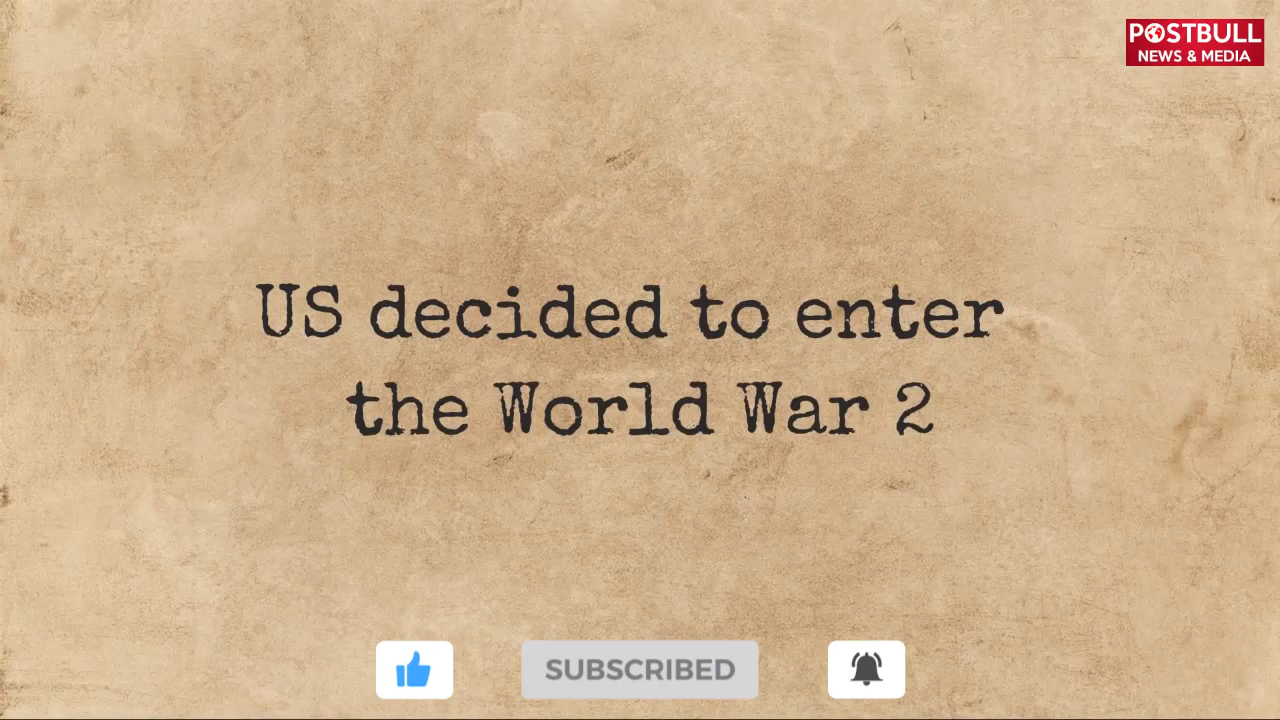 POSTBULL
NEWS & MEDIA
US decided to enter
the World War 2
SUBSCRIBED